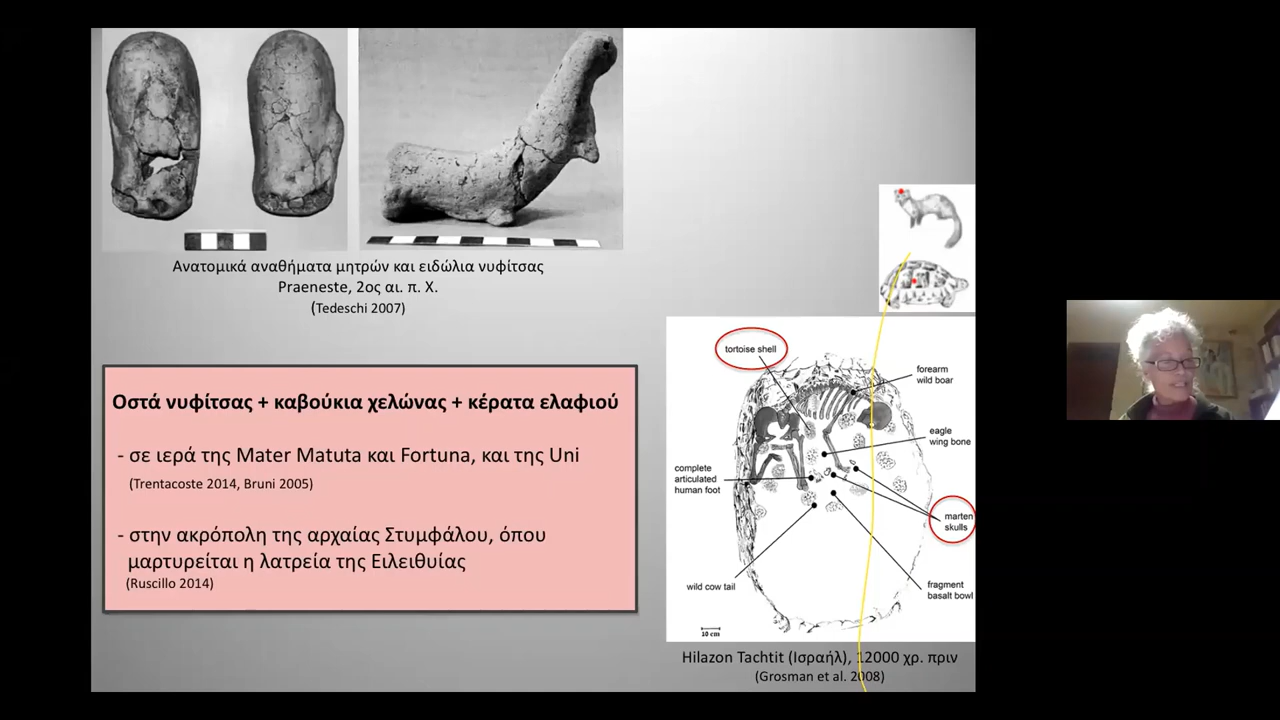 Ανατομικά αναθήματα μητρών και ειδώλια νυφίτσας
Praeneste, 2ος αι. π. Χ.
(Tedeschi 2007)
Οστά νυφίτσας + καβούκια χελώνας + κέρατα ελαφιού
- σε ιερά της Mater Matuta και Fortuna, και της Uni
(Trentacoste 2014, Bruni 2005)
- στην ακρόπολη της αρχαίας Στυμφάλου, όπου
μαρτυρείται η λατρεία της Ειλειθυίας
(Ruscillo 2014)
tortoise shell
forearm
wild boar
eagle
wing bone
complete
articulated
human foot
marten
skulls
wild cow tail
fragment
basalt bowl
10 cm
Hilazon Tachtit (Ισραήλ), 12000 χρ. πριν
(Grosman et al. 2008)